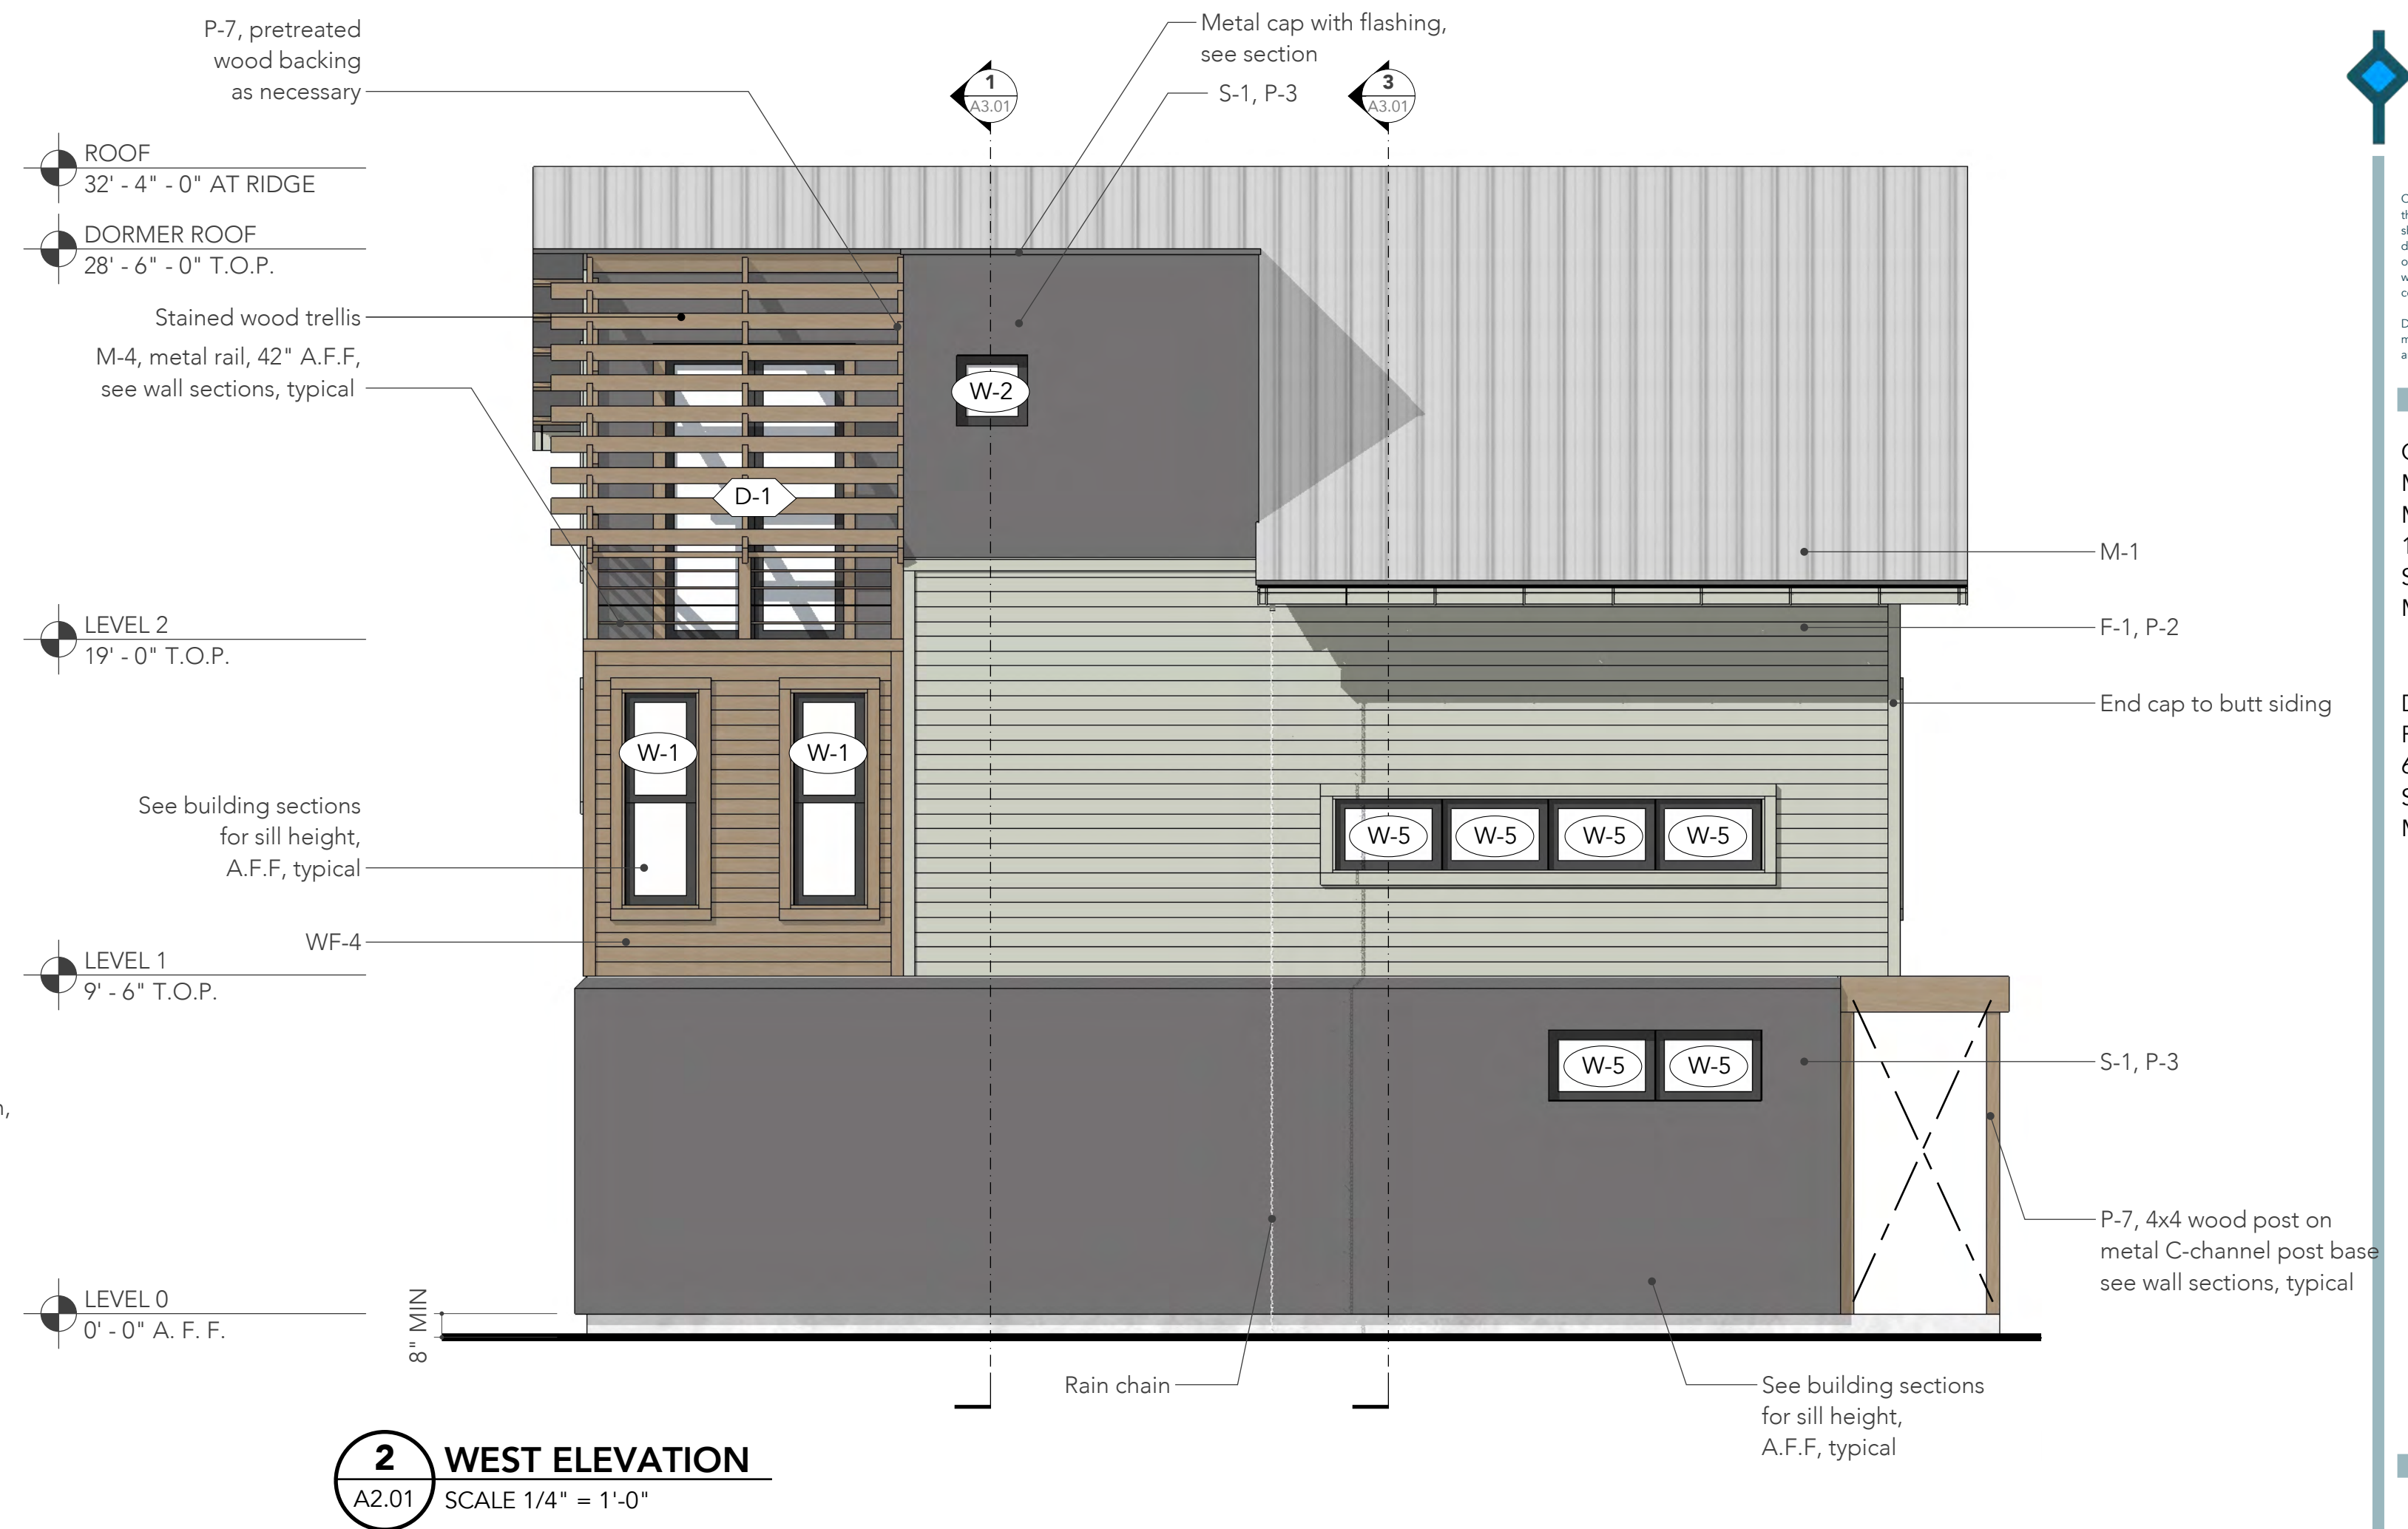 P-7, pretreated
wood backing
as necessary
Metal cap with flashing,
see section
S-1, P-3
1
A3.01
3
A3.01
ROOF
32' - 4" - 0" AT RIDGE
DORMER ROOF
28' - 6" - 0" T.O.P.
Stained wood trellis
M-4, metal rail, 42" A.F.F,
see wall sections, typical
W-2
D-1
M-1
LEVEL 2
19' - 0" T.O.P.
F-1, P-2
End cap to butt siding
W-1
W-1
See building sections
for sill height,
A.F.F, typical
W-5
W-5
W-5
W-5
WF-4
LEVEL 1
9' - 6" T.O.P.
W-5
W-5
S-1, P-3
P-7, 4x4 wood post on
metal C-channel post base
see wall sections, typical
LEVEL 0
0' - 0" A. F. F.
8" MIN
Rain chain
See building sections
for sill height,
A.F.F, typical
2
A2.01
WEST ELEVATION
SCALE 1/4" = 1'-0"